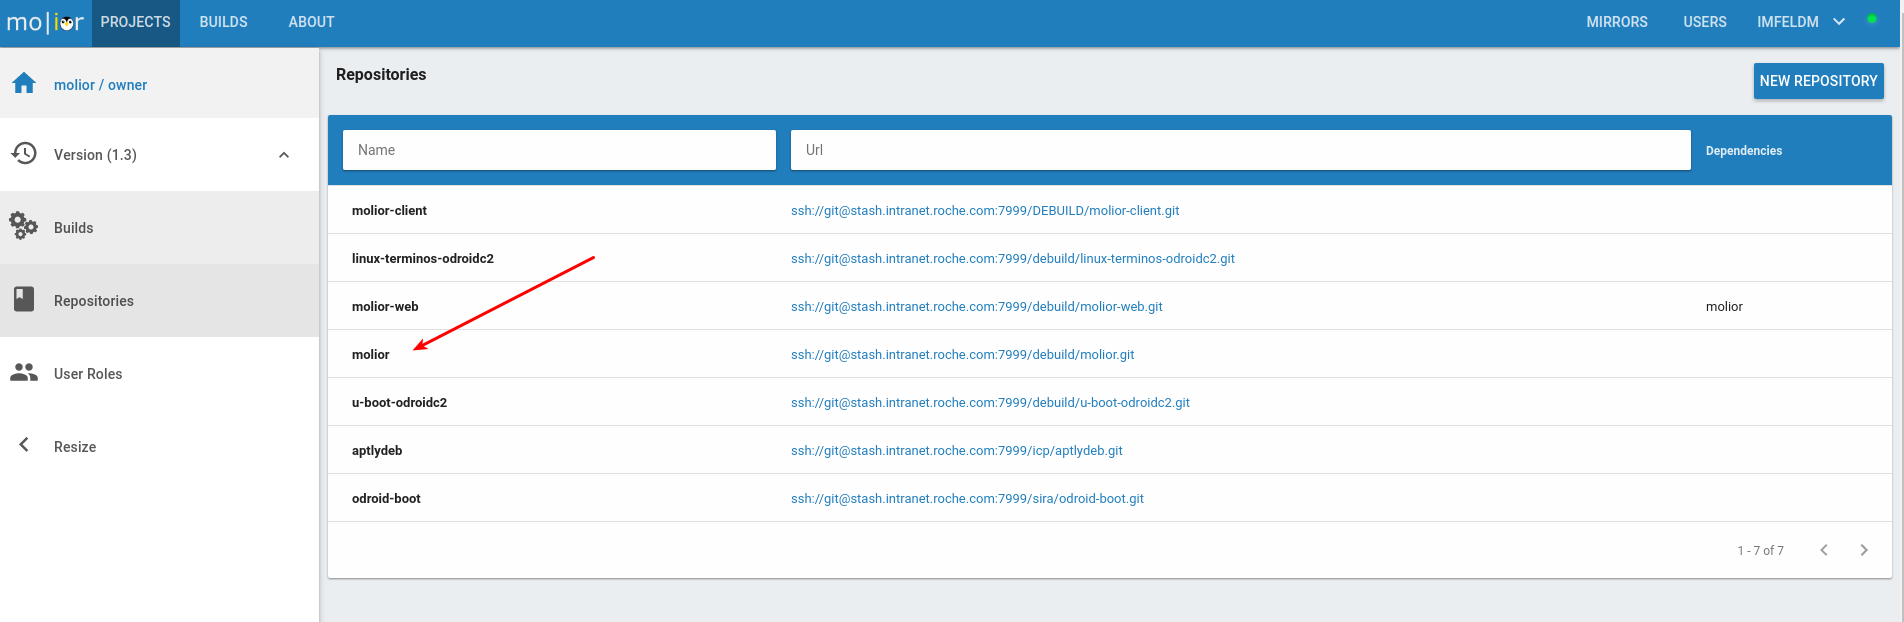 molior PROJECTS BUILDS ABOUT MIRRORS USERS IMFELDM
molior / owner
Version (1.3)
Builds
Repositories
User Roles
Resize
Repositories
NEW REPOSITORY
Name Url Dependencies
molior-client ssh://git@stash.intranet.roche.com:7999/DEBUILD/molior-client.git
linux-terminos-odroidc2 ssh://git@stash.intranet.roche.com:7999/debuild/linux-terminos-odroidc2.git
molior-web ssh://git@stash.intranet.roche.com:7999/debuild/molior-web.git molior
molior ssh://git@stash.intranet.roche.com:7999/debuild/molior.git
u-boot-odroidc2 ssh://git@stash.intranet.roche.com:7999/debuild/u-boot-odroidc2.git
aptlydeb ssh://git@stash.intranet.roche.com:7999/icp/aptlydeb.git
odroid-boot ssh://git@stash.intranet.roche.com:7999/sira/odroid-boot.git
1 - 7 of 7